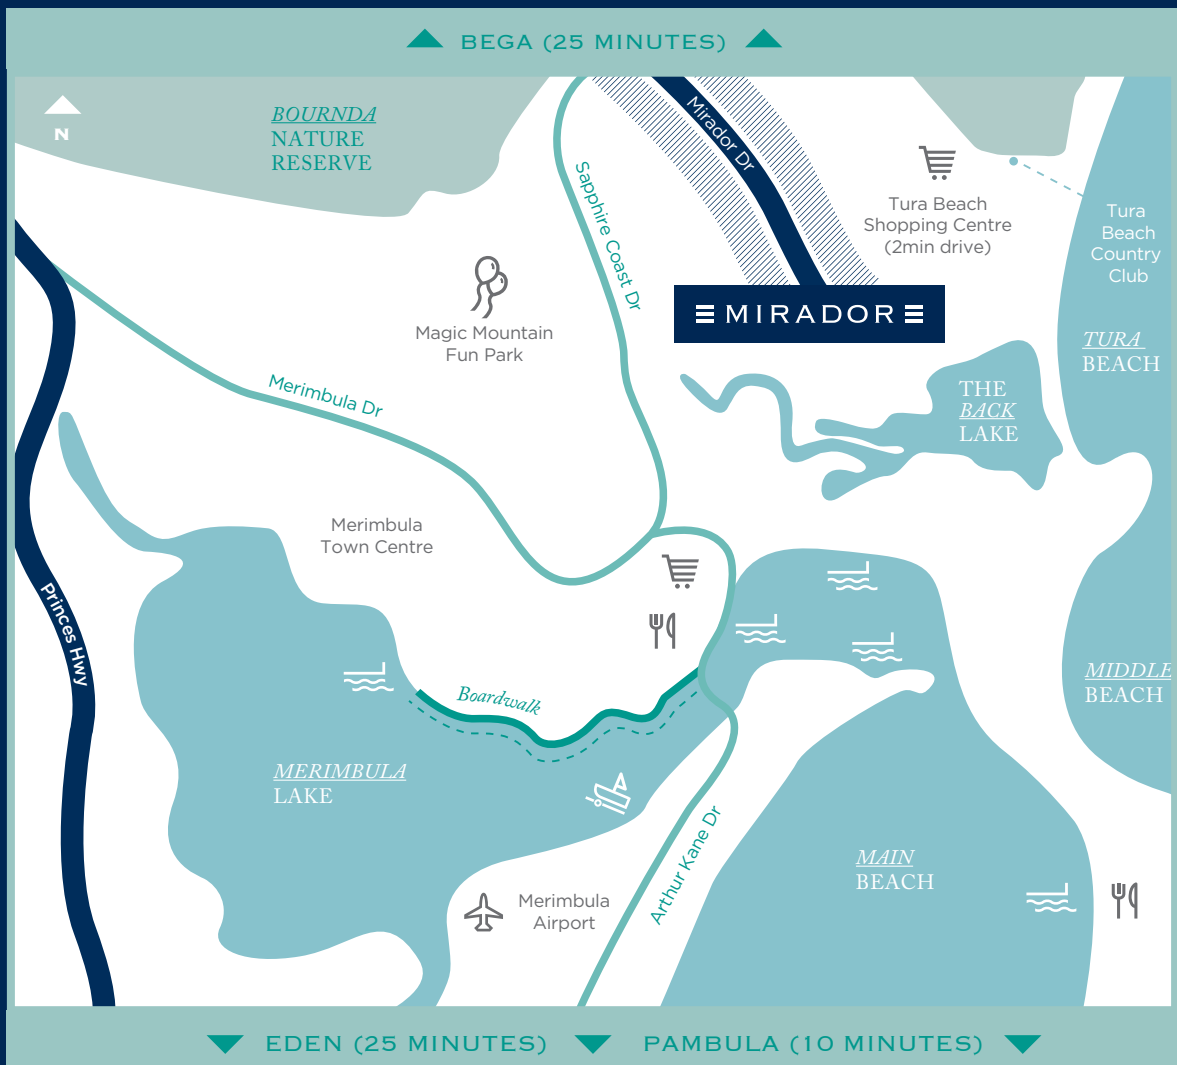 BEGA (25 MINUTES)
N
BOURNDA
NATURE
RESERVE
Mirador Dr
Sapphire Coast Dr
Tura Beach
Shopping Centre
(2min drive)
Tura
Beach
Country
Club
MIRADOR
Magic Mountain
Fun Park
TURA
BEACH
Merimbula Dr
THE
BACK
LAKE
Merimbula
Town Centre
Princes Hwy
MIDDLE
BEACH
Boardwalk
MERIMBULA
LAKE
Arthur Kane Dr
MAIN
BEACH
Merimbula
Airport
EDEN (25 MINUTES)
PAMBULA (10 MINUTES)